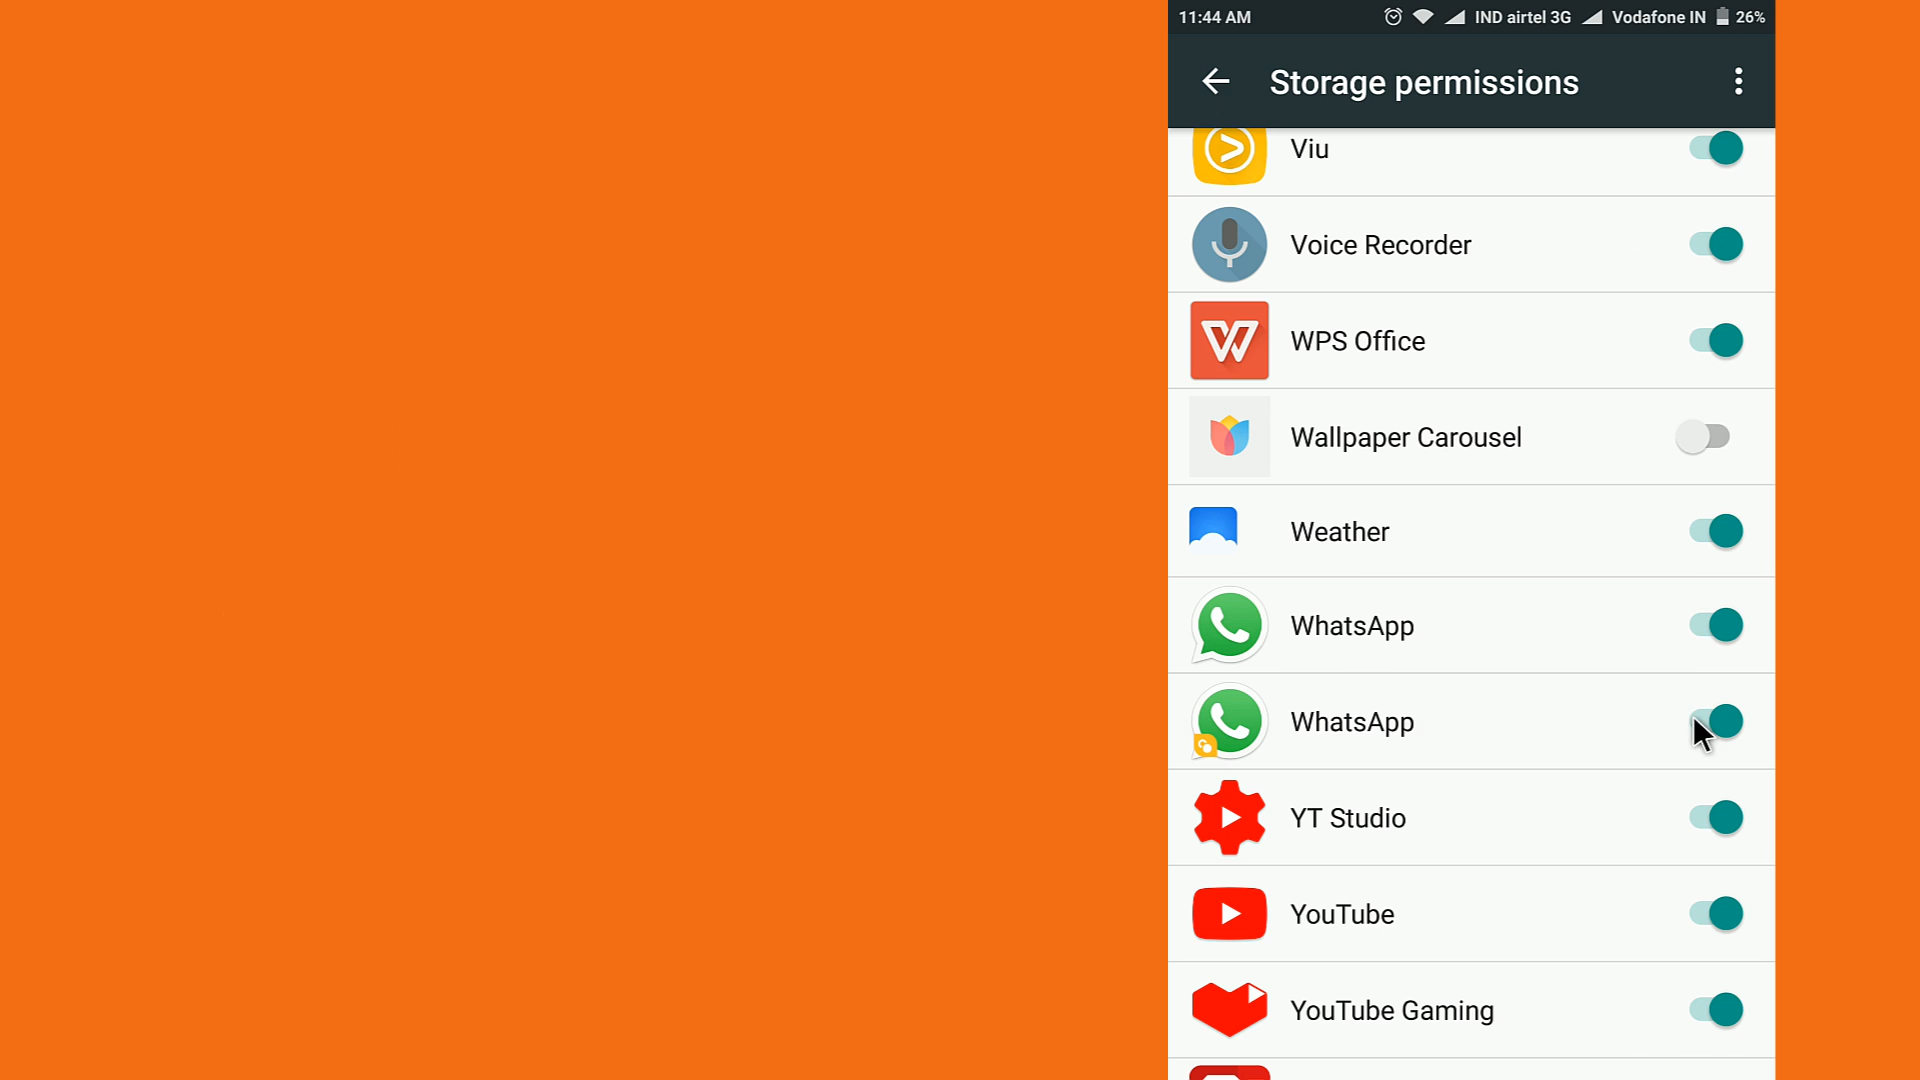 11:44 AM IND airtel 3G Vodafone IN 26%
Storage permissions
Viu
Voice Recorder
WPS Office
Wallpaper Carousel
Weather
WhatsApp
WhatsApp
YT Studio
YouTube
YouTube Gaming